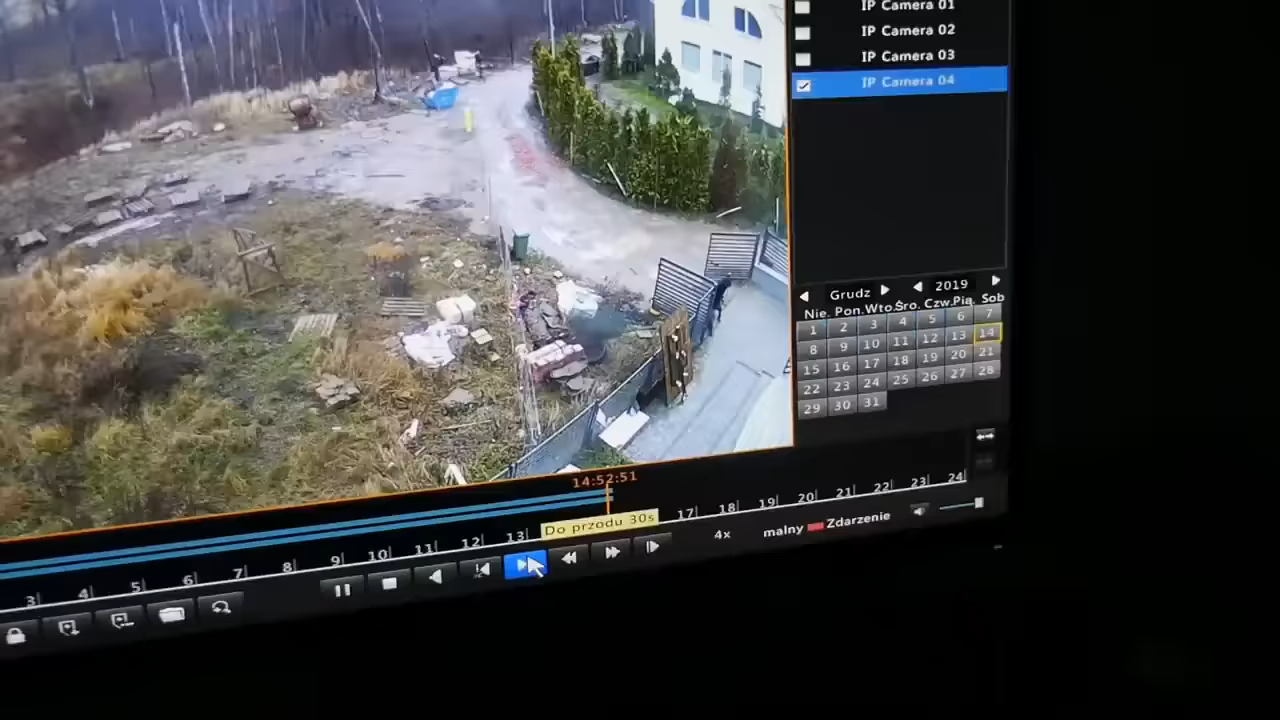 IP Camera 01
IP Camera 02
IP Camera 03
IP Camera 04
Grudz 2019
Nie. Pon. Wto. Śro. Czw. Pią. Sob
1 2 3 4 5 6 7
8 9 10 11 12 13 14
15 16 17 18 19 20 21
22 23 24 25 26 27 28
29 30 31
14:52:51
3 4 5 6 7 8 9 10 11 12 13 17 18 19 20 21 22 23 24
Do przodu 30s
4x malny Zdarzenie